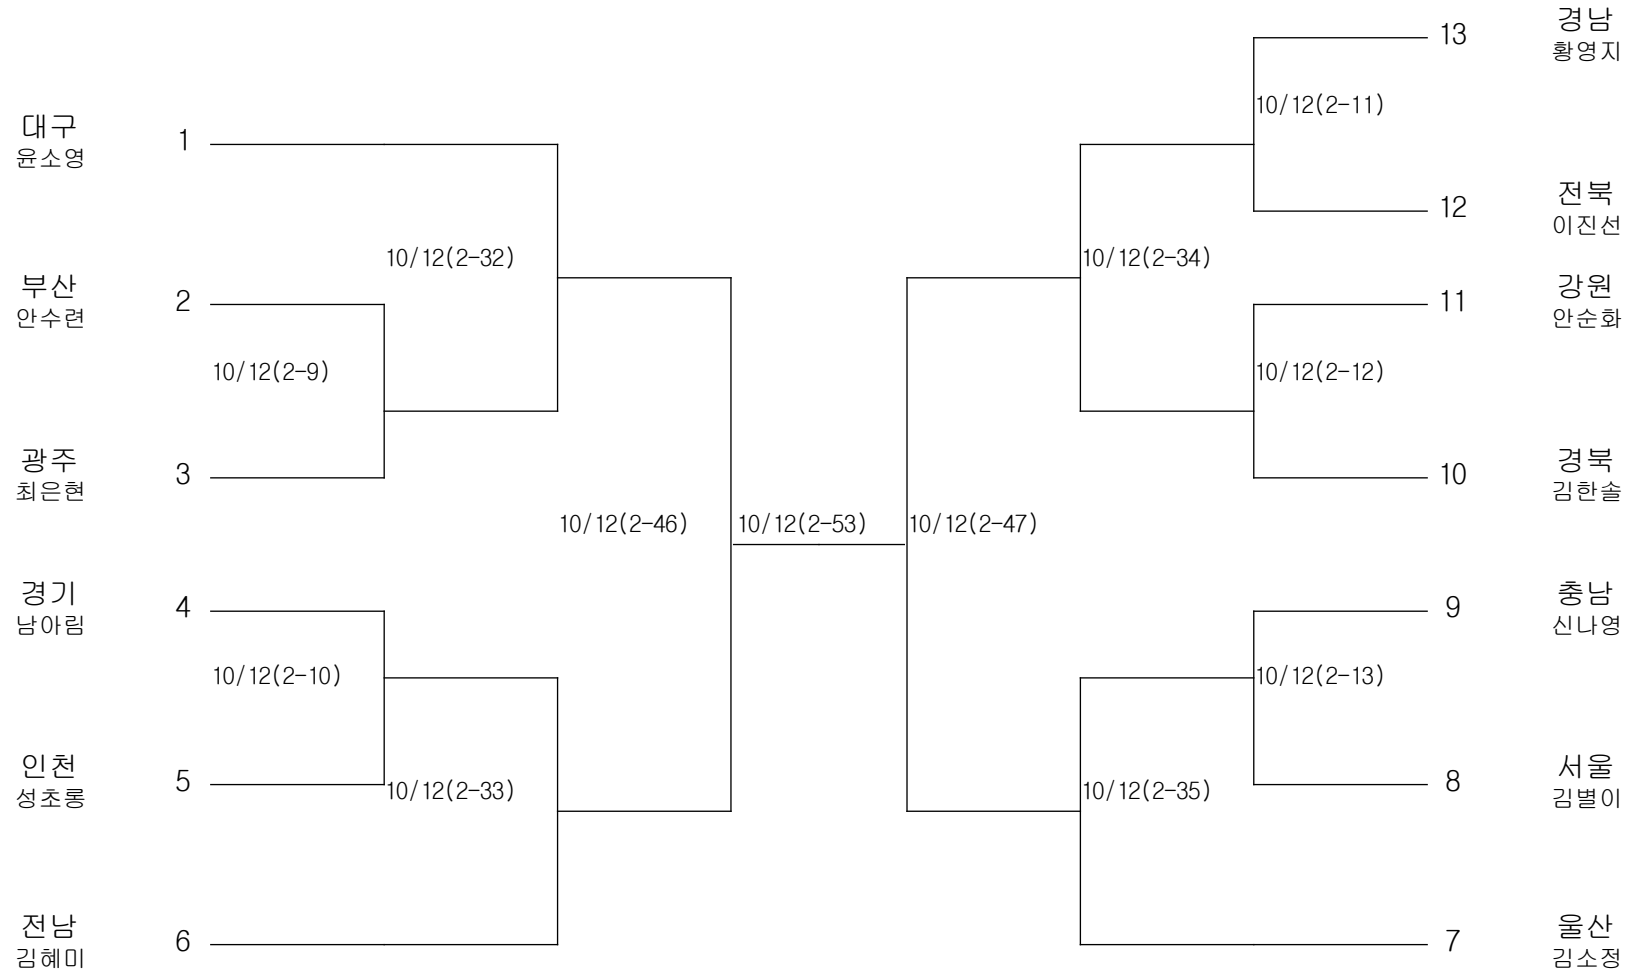 대구
윤소영
1
10/12(2-32)
부산
안수련
2
10/12(2-9)
광주
최은현
3
10/12(2-46)
경기
남아림
4
10/12(2-10)
인천
성초롱
5
10/12(2-33)
전남
김혜미
6
10/12(2-53)
13
경남
황영지
10/12(2-11)
12
전북
이진선
10/12(2-34)
11
강원
안순화
10/12(2-12)
10
경북
김한솔
10/12(2-47)
9
충남
신나영
10/12(2-13)
8
서울
김별이
10/12(2-35)
7
울산
김소정